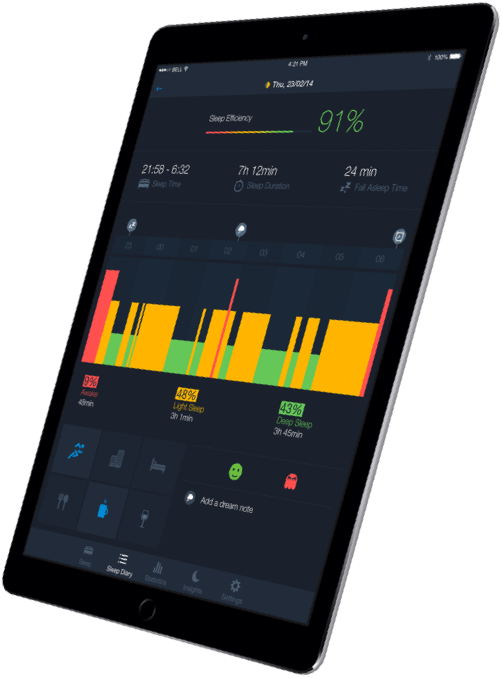 BELL 4:21 PM 100%
Thu, 23/02/14
Sleep Efficiency 91%
21:58 - 6:32 7h 12min 24 min
Sleep Time Sleep Duration Fall Asleep Time
23 00 01 02 03 04 05 06
9%
Awake
48min
48%
Light Sleep
3h 1min
43%
Deep Sleep
3h 45min
Add a dream note
Sleep Sleep Diary Statistics Insights Settings